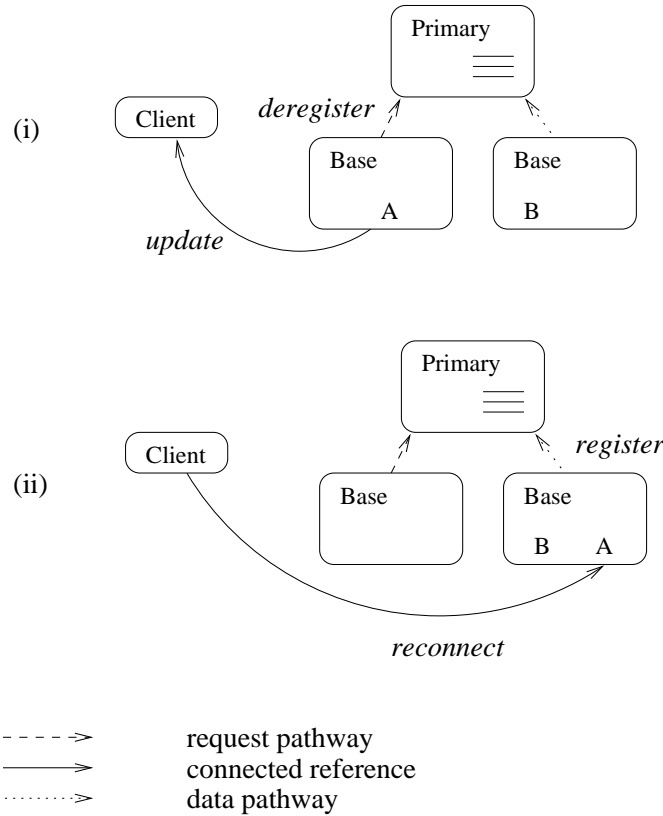 Primary
deregister
(i)
Client
Base
Base
A
B
update
Primary
register
Client
(ii)
Base
Base
B A
reconnect
request pathway
connected reference
data pathway